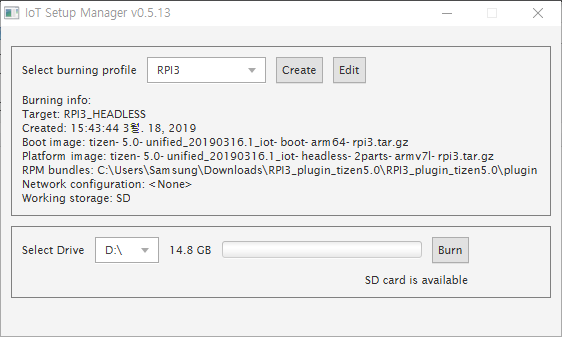 IoT Setup Manager v0.5.13
Select burning profile RPI3 Create Edit
Burning info:
Target: RPI3_HEADLESS
Created: 15:43:44 3월. 18, 2019
Boot image: tizen-5.0-unified_20190316.1_iot-boot-arm64-rpi3.tar.gz
Platform image: tizen-5.0-unified_20190316.1_iot-headless-2parts-armv7l-rpi3.tar.gz
RPM bundles: C:\Users\Samsung\Downloads\RPI3_plugin_tizen5.0\RPI3_plugin_tizen5.0\plugin
Network configuration: <None>
Working storage: SD
Select Drive D:\ 14.8 GB Burn
SD card is available